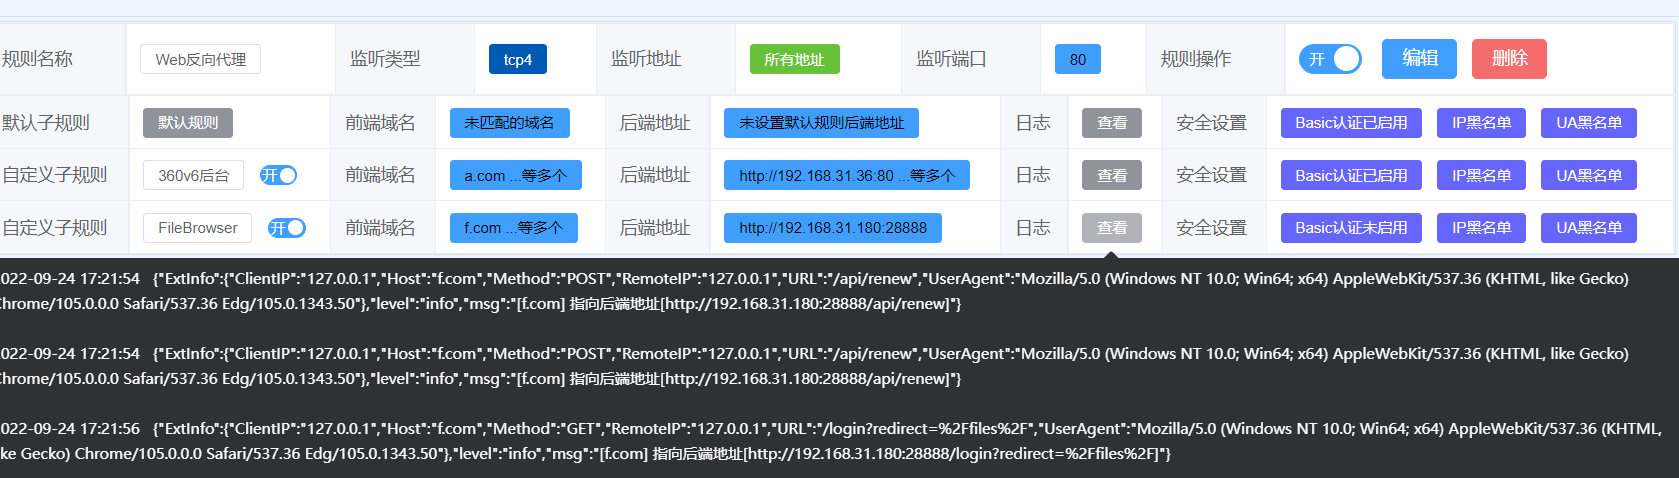 规则名称 Web反向代理 监听类型 tcp4 监听地址 所有地址 监听端口 80 规则操作 开 编辑 删除
默认子规则 默认规则 前端域名 未匹配的域名 后端地址 未设置默认规则后端地址 日志 查看 安全设置 Basic认证已启用 IP黑名单 UA黑名单
自定义子规则 360v6后台 开 前端域名 a.com ...等多个 后端地址 http://192.168.31.36:80 ...等多个 日志 查看 安全设置 Basic认证已启用 IP黑名单 UA黑名单
自定义子规则 FileBrowser 开 前端域名 f.com ...等多个 后端地址 http://192.168.31.180:28888 日志 查看 安全设置 Basic认证未启用 IP黑名单 UA黑名单
022-09-24 17:21:54 {"ExtInfo":{"ClientIP":"127.0.0.1","Host":"f.com","Method":"POST","RemoteIP":"127.0.0.1","URL":"/api/renew","UserAgent":"Mozilla/5.0 (Windows NT 10.0; Win64; x64) AppleWebKit/537.36 (KHTML, like Gecko)
Chrome/105.0.0.0 Safari/537.36 Edg/105.0.1343.50"},"level":"info","msg":"[f.com] 指向后端地址[http://192.168.31.180:28888/api/renew]"}
022-09-24 17:21:54 {"ExtInfo":{"ClientIP":"127.0.0.1","Host":"f.com","Method":"POST","RemoteIP":"127.0.0.1","URL":"/api/renew","UserAgent":"Mozilla/5.0 (Windows NT 10.0; Win64; x64) AppleWebKit/537.36 (KHTML, like Gecko)
Chrome/105.0.0.0 Safari/537.36 Edg/105.0.1343.50"},"level":"info","msg":"[f.com] 指向后端地址[http://192.168.31.180:28888/api/renew]"}
022-09-24 17:21:56 {"ExtInfo":{"ClientIP":"127.0.0.1","Host":"f.com","Method":"GET","RemoteIP":"127.0.0.1","URL":"/login?redirect=%2Ffiles%2F","UserAgent":"Mozilla/5.0 (Windows NT 10.0; Win64; x64) AppleWebKit/537.36 (KHTML,
ke Gecko) Chrome/105.0.0.0 Safari/537.36 Edg/105.0.1343.50"},"level":"info","msg":"[f.com] 指向后端地址[http://192.168.31.180:28888/login?redirect=%2Ffiles%2F]"}